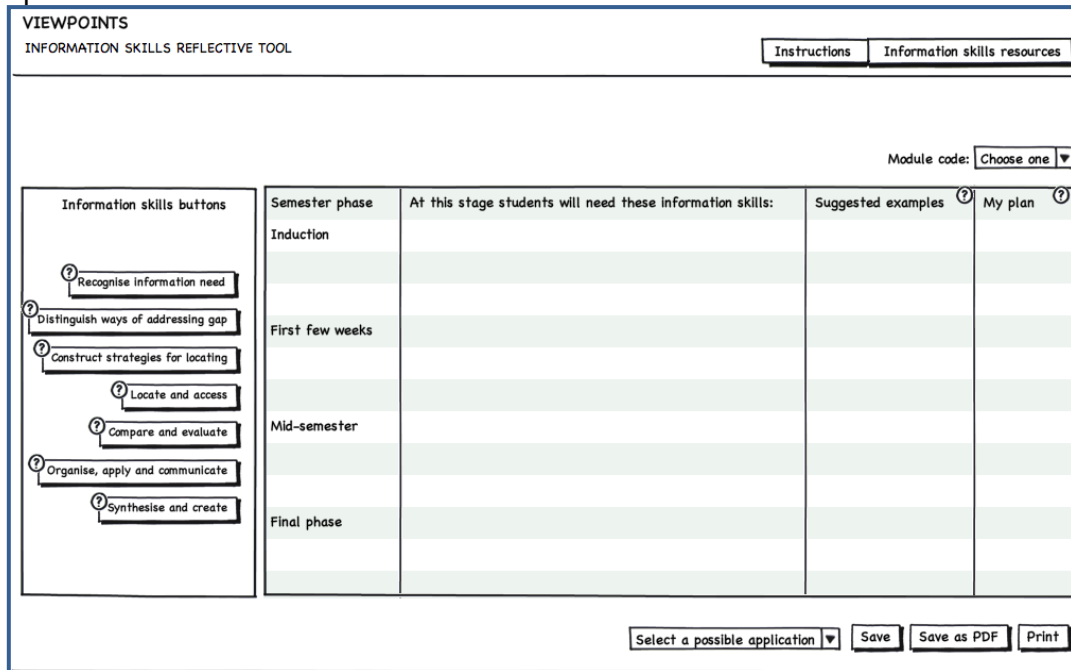 VIEWPOINTS
INFORMATION SKILLS REFLECTIVE TOOL
Instructions
Information skills resources
Module code: Choose one
Information skills buttons
? Recognise information need
? Distinguish ways of addressing gap
? Construct strategies for locating
? Locate and access
? Compare and evaluate
? Organise, apply and communicate
? Synthesise and create
Semester phase
At this stage students will need these information skills:
Suggested examples ?
My plan ?
Induction
First few weeks
Mid-semester
Final phase
Select a possible application
Save
Save as PDF
Print